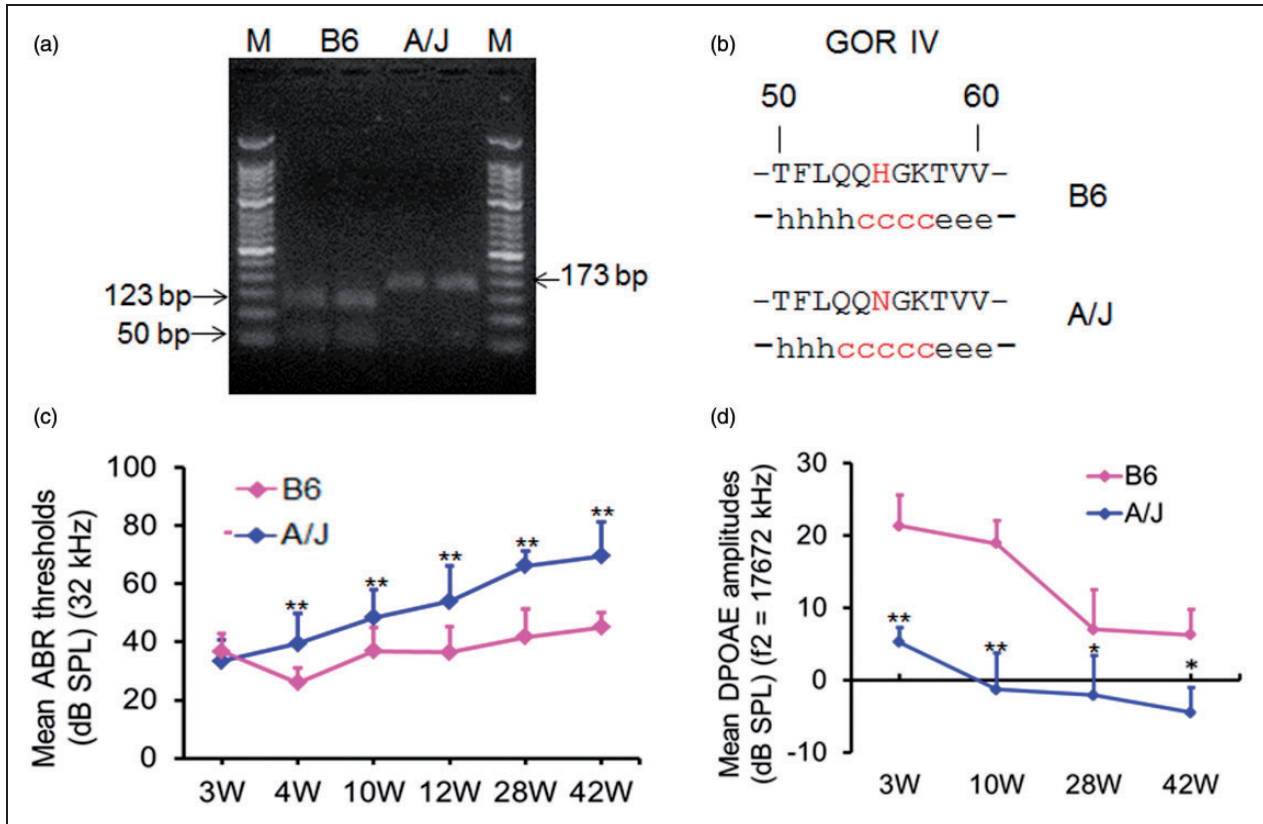 (a)
M B6 A/J M
123 bp
50 bp
173 bp
(b)
GOR IV
50 60
–TFLQQHGKTVV–
–hhhhcccceee–
B6
–TFLQQNGKTVV–
–hhhccccceee–
A/J
(c)
Mean ABR thresholds
(dB SPL) (32 kHz)
100
80
60
40
20
0
B6
A/J
** ** ** ** **
3W 4W 10W 12W 28W 42W
(d)
Mean DPOAE amplitudes
(dB SPL) (f2 = 17672 kHz)
30
20
10
0
-10
B6
A/J
** ** * *
3W 10W 28W 42W